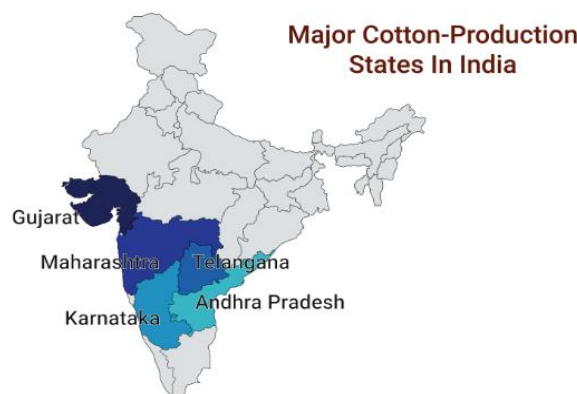 Major Cotton-Production
States In India
Gujarat
Maharashtra
Telangana
Andhra Pradesh
Karnataka